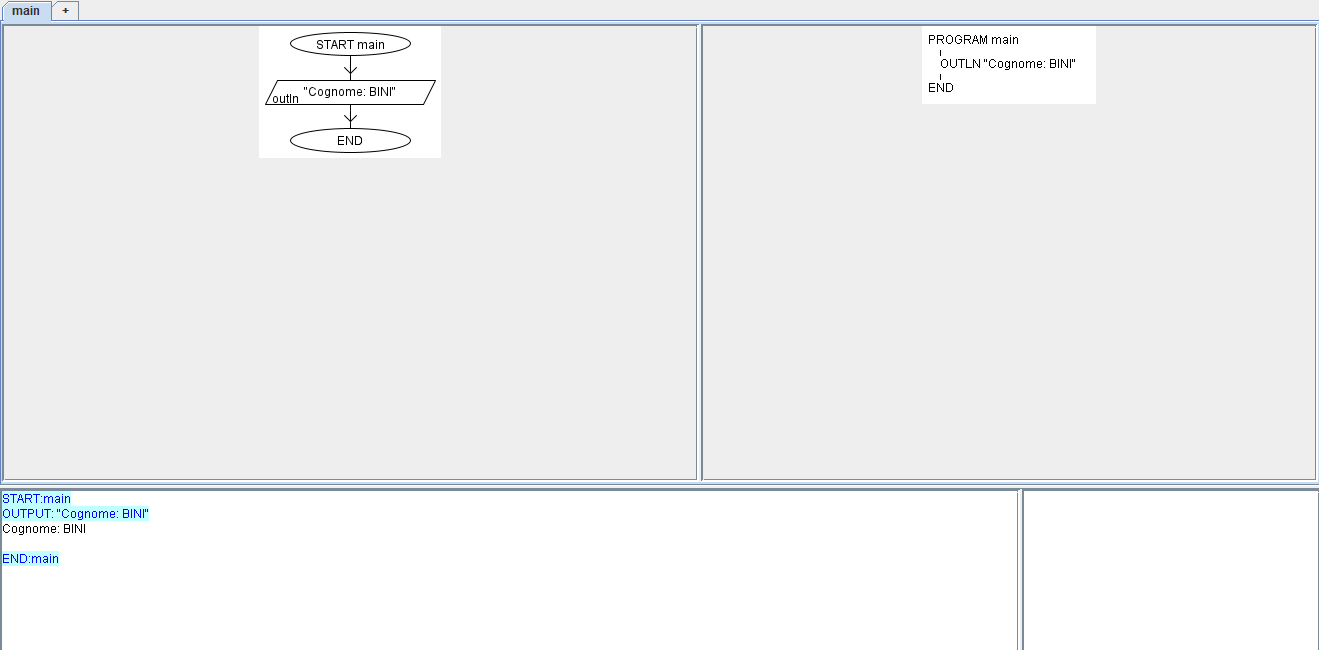 main
+
START main
"Cognome: BINI"
outln
END
PROGRAM main
OUTLN "Cognome: BINI"
END
START:main
OUTPUT: "Cognome: BINI"
Cognome: BINI
END:main